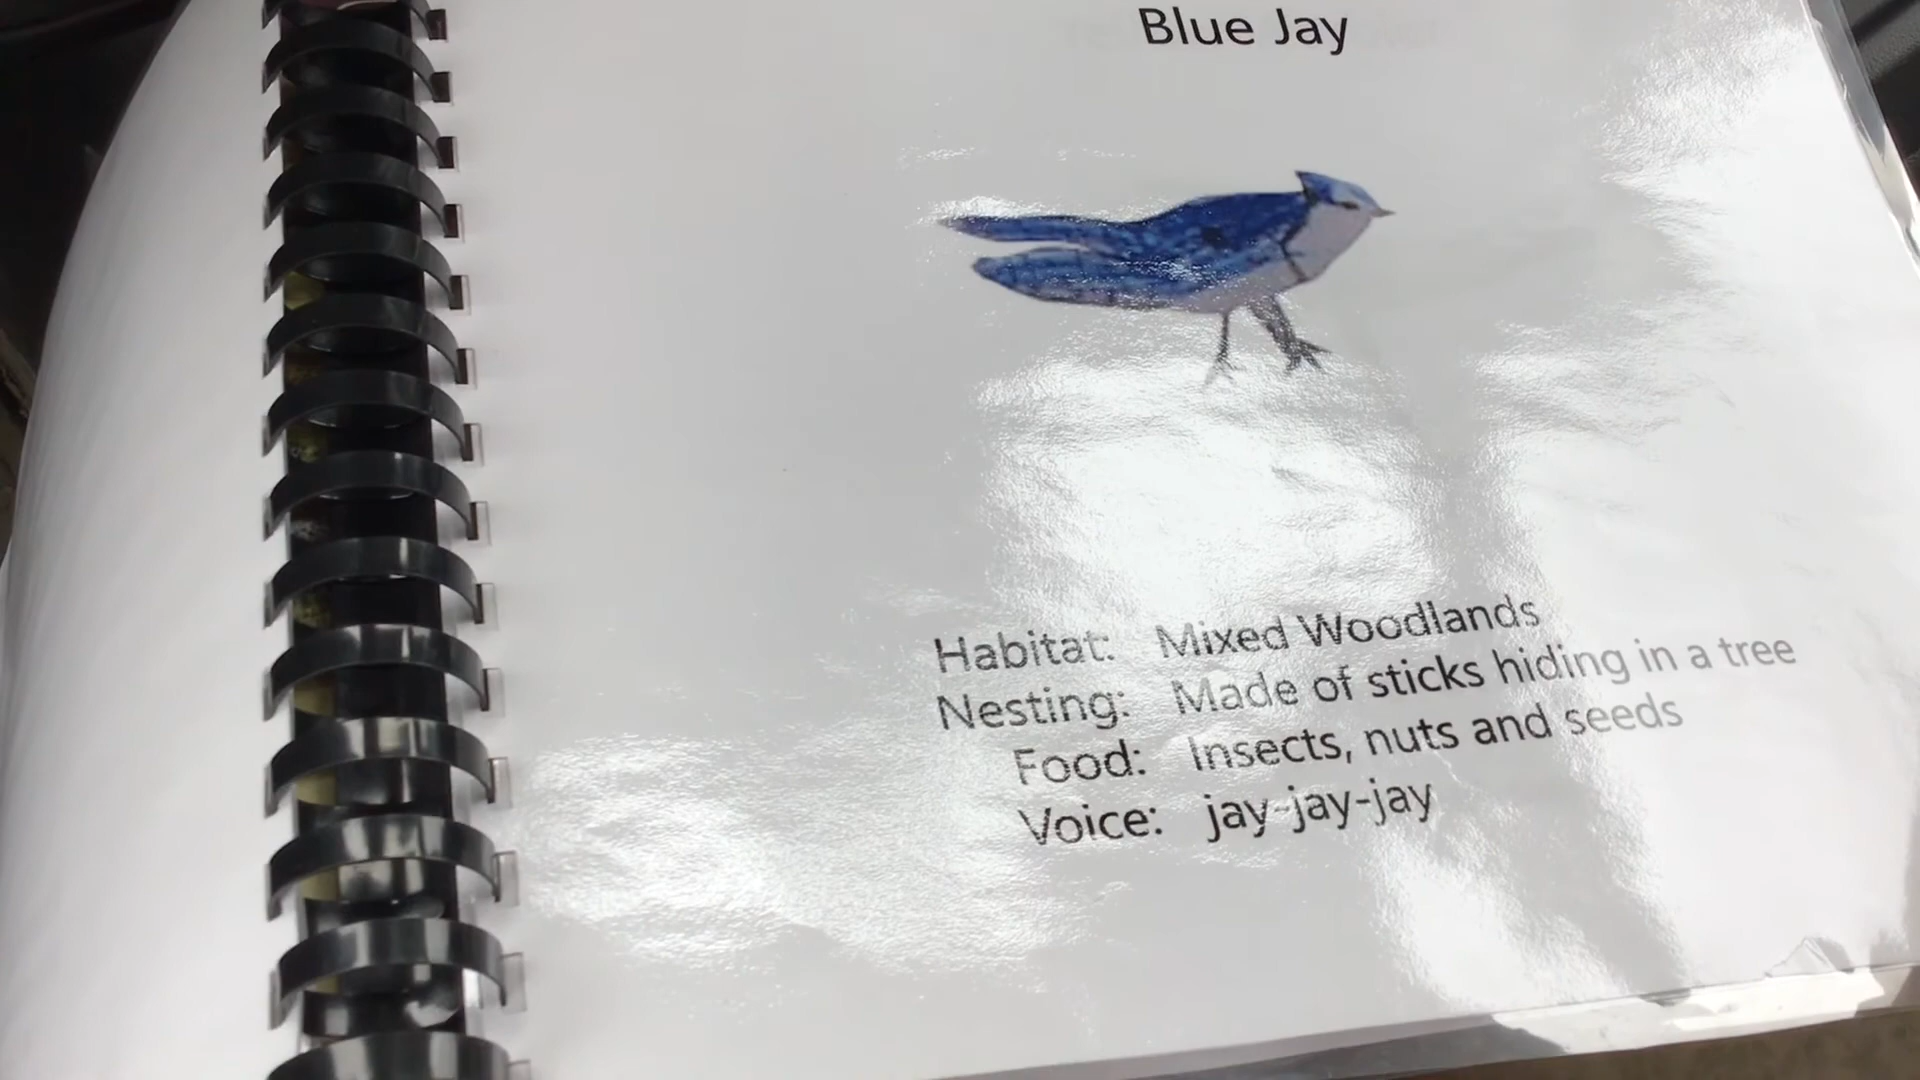 Blue Jay
Habitat: Mixed Woodlands
Nesting: Made of sticks hiding in a tree
Food: Insects, nuts and seeds
Voice: jay-jay-jay